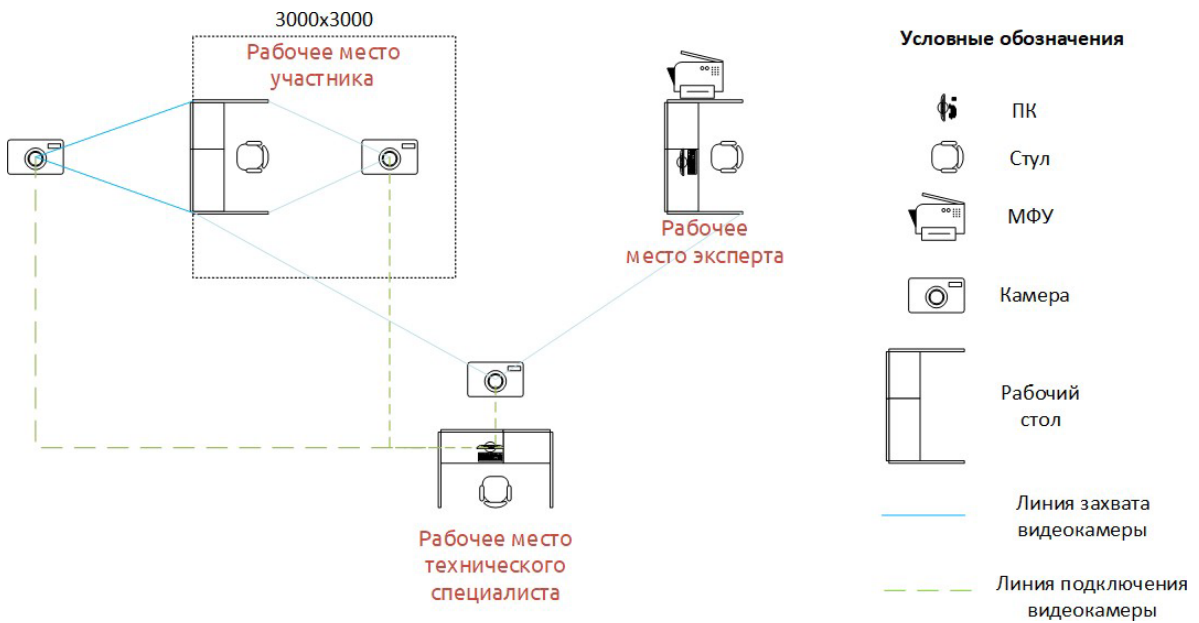 3000x3000
Рабочее место
участника
Рабочее
место эксперта
Рабочее место
технического
специалиста
Условные обозначения
ПК
Стул
МФУ
Камера
Рабочий
стол
Линия захвата
видеокамеры
Линия подключения
видеокамеры